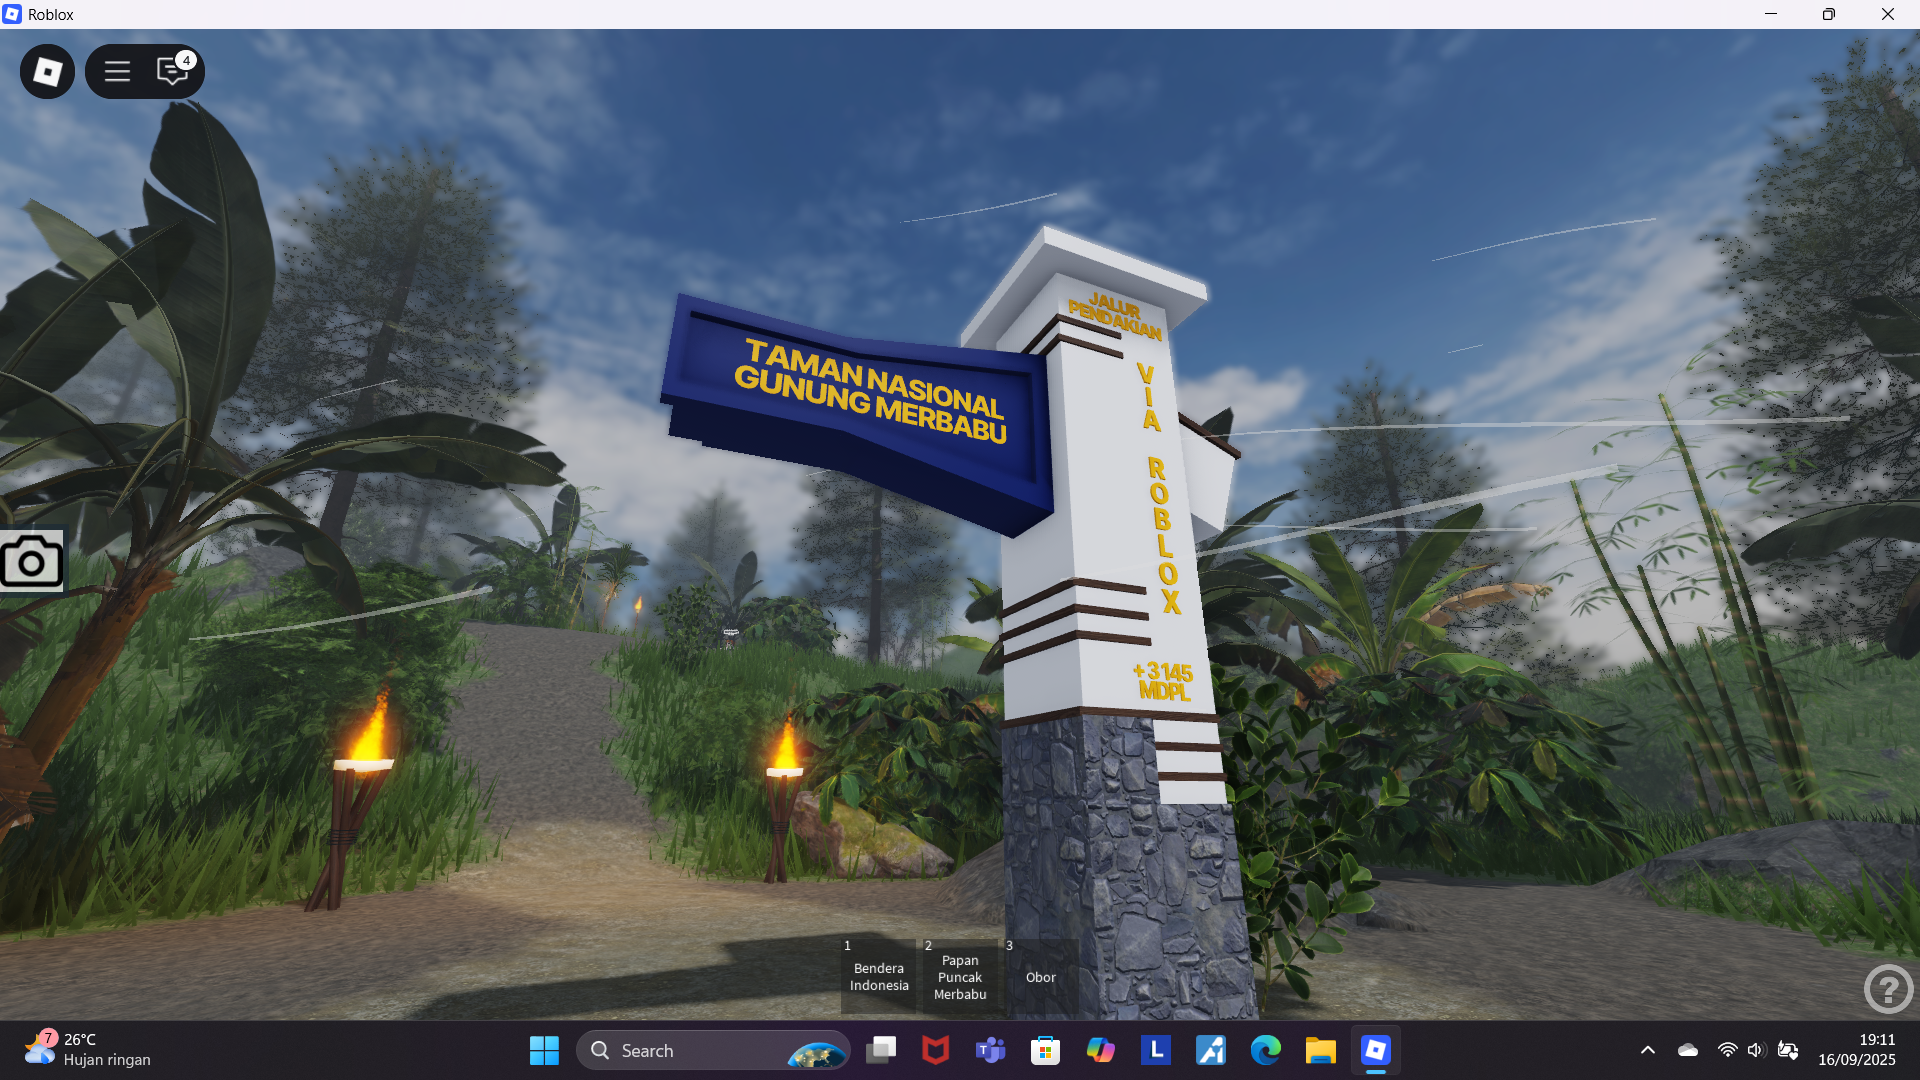 Roblox
4
JALUR
PENDAKIAN
TAMAN NASIONAL
GUNUNG MERBABU
VIA ROBLOX
+3145
MDPL
1
Bendera
Indonesia
2
Papan
Puncak
Merbabu
3
Obor
?
7
26°C
Hujan ringan
Search
T
L
19:11
16/09/2025